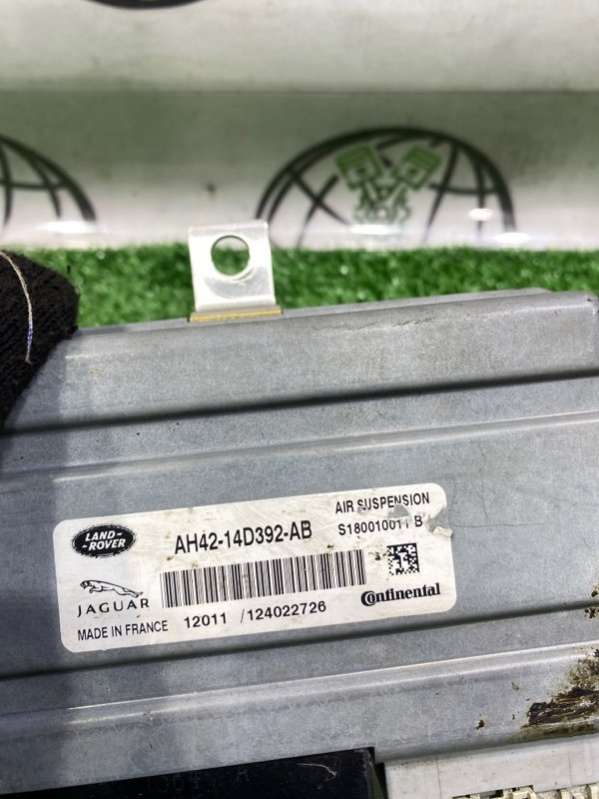 LAND-
ROVER
AH42-14D392-AB
AIR SUSPENSION
JAGUAR
MADE IN FRANCE
12011 / 124022726
Continental